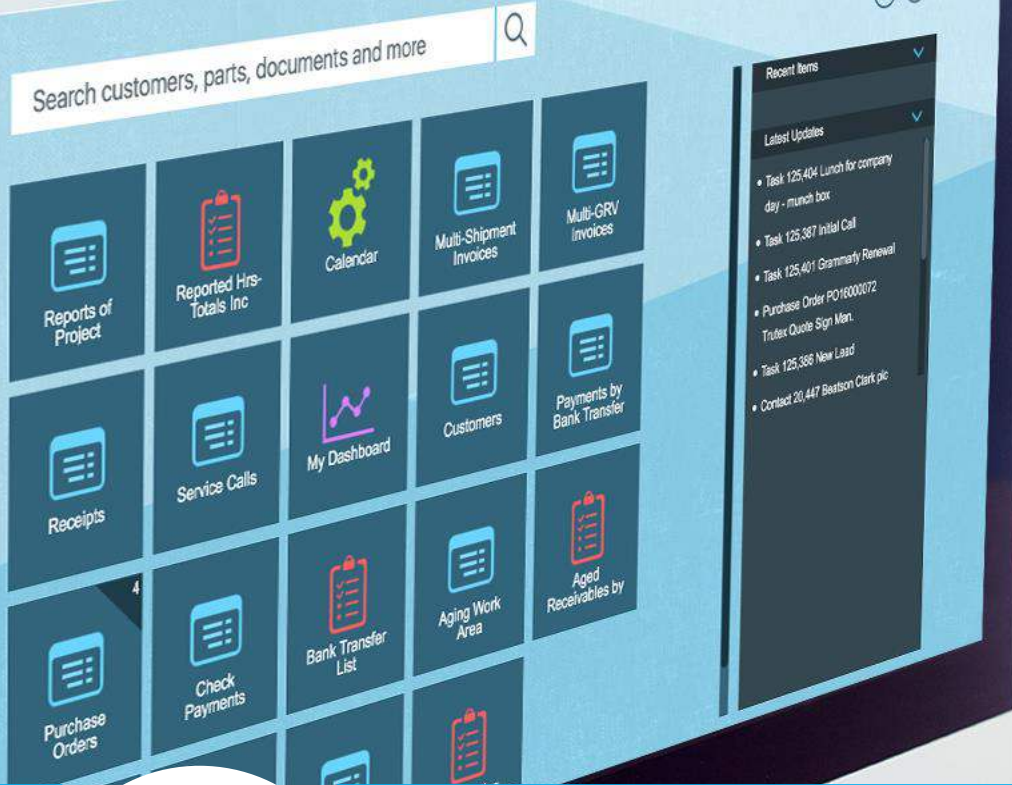 Search customers, parts, documents and more
Reports of
Project
Reported Hrs-
Totals Inc
Calendar
Multi-Shipment
Invoices
Multi-GRV
Invoices
Receipts
Service Calls
My Dashboard
Customers
Payments by
Bank Transfer
4
Purchase
Orders
Check
Payments
Bank Transfer
List
Aging Work
Area
Aged
Receivables by
Recent Items
Latest Updates
• Task 125,404 Lunch for company
day - munch box
• Task 125,387 Initial Call
• Task 125,401 Grammarly Renewal
• Purchase Order PO16000072
Trutex Quote Sign Man.
• Task 125,386 New Lead
• Contact 20,447 Beatson Clark plc